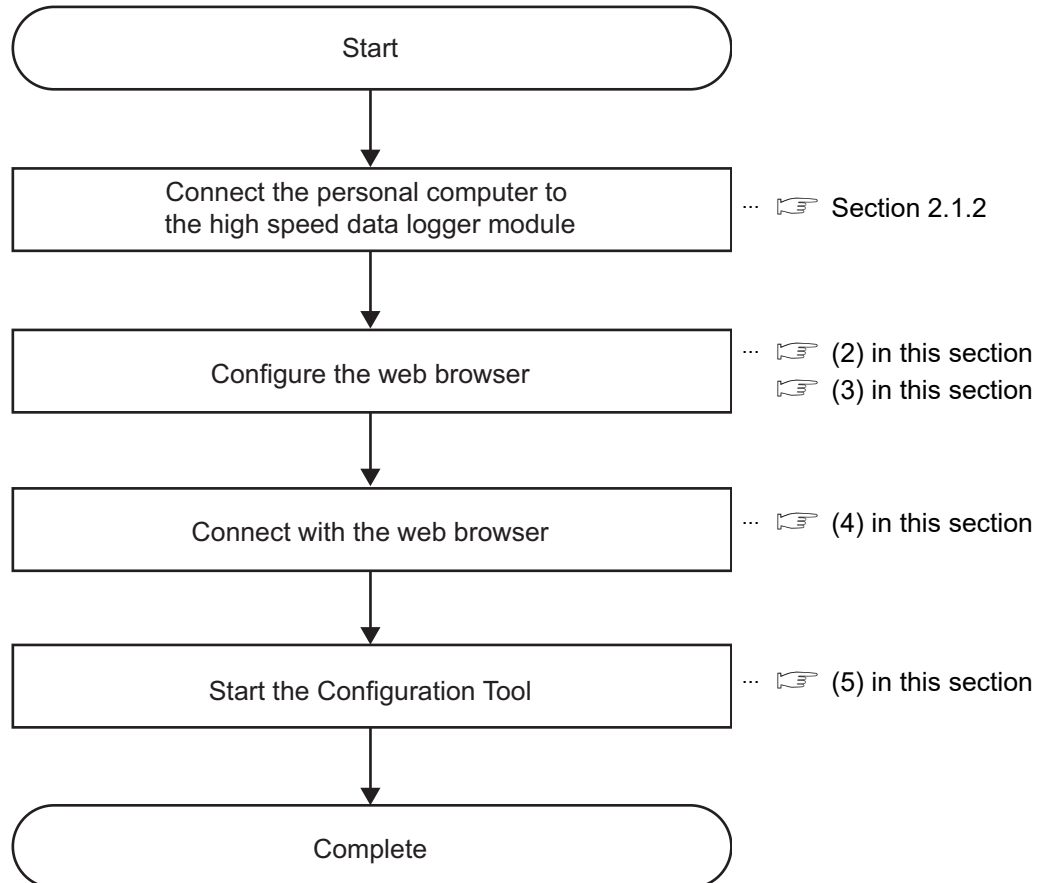 Start
Connect the personal computer to
the high speed data logger module
... ☞ Section 2.1.2
Configure the web browser
... ☞ (2) in this section
☞ (3) in this section
Connect with the web browser
... ☞ (4) in this section
Start the Configuration Tool
... ☞ (5) in this section
Complete